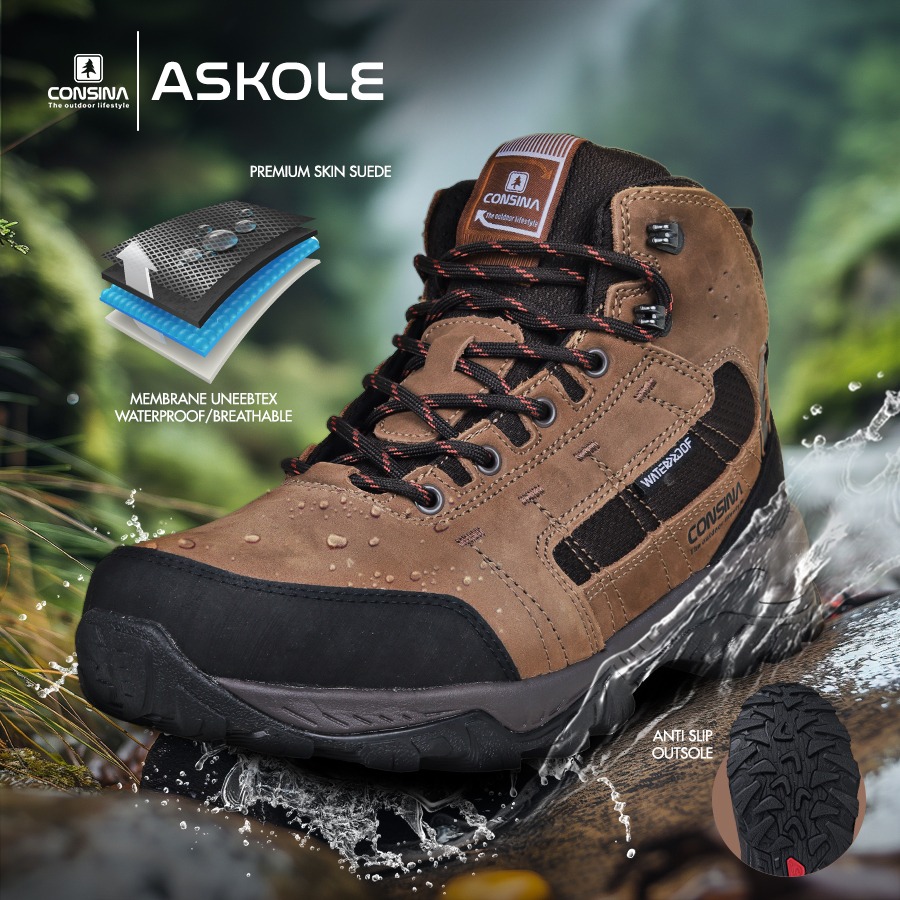 CONSINA
The outdoor lifestyle
ASKOLE
PREMIUM SKIN SUEDE
MEMBRANE UNEEBTEX
WATERPROOF/BREATHABLE
CONSINA
The outdoor lifestyle
WATERPROOF
CONSINA
The outdoor lifestyle
ANTI SLIP
OUTSOLE